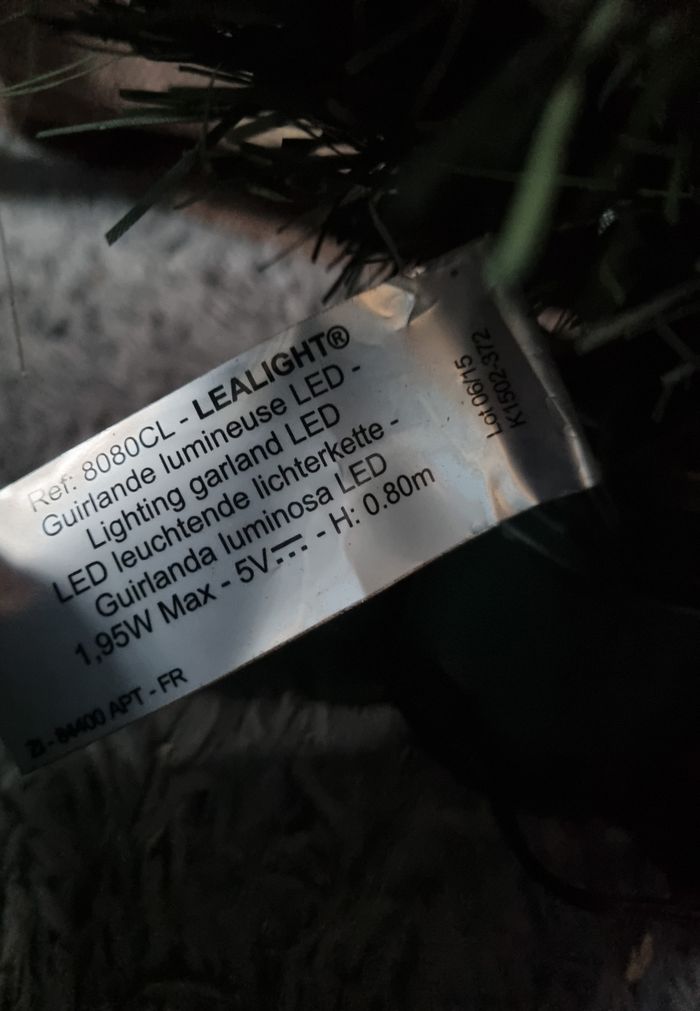 Ref: 8080CL - LEALIGHT®
Guirlande lumineuse LED -
Lighting garland LED
LED leuchtende lichterkette -
Guirlanda luminosa LED
1,95W Max - 5V⎓ - H: 0.80m
ZI - 84400 APT - FR
Lot 06/15
K1502-372